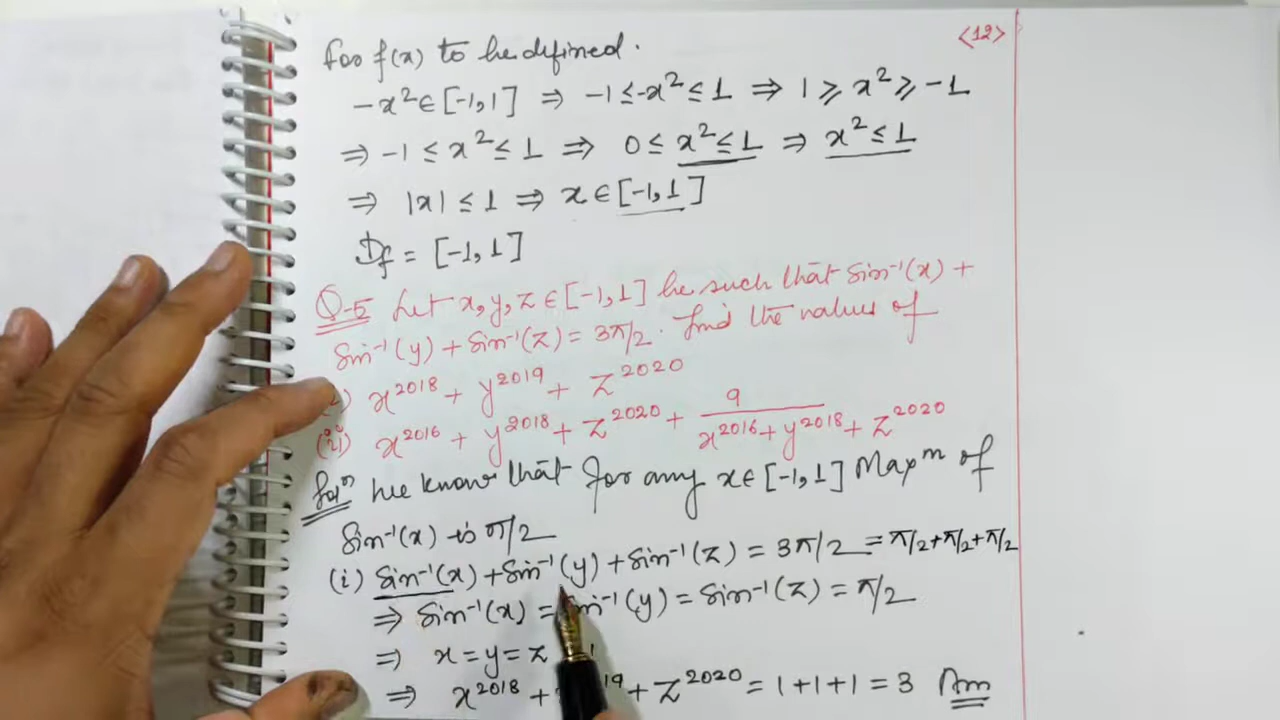 <12>
For f(x) to be defined.
-x² ∈ [-1,1] ⇒ -1 ≤ -x² ≤ 1 ⇒ 1 ≥ x² ≥ -1
⇒ -1 ≤ x² ≤ 1 ⇒ 0 ≤ x² ≤ 1 ⇒ x² ≤ 1
⇒ |x| ≤ 1 ⇒ x ∈ [-1,1]
Df = [-1,1]
Q-5 Let x,y,z ∈ [-1,1] be such that Sin⁻¹(x) +
Sin⁻¹(y) + Sin⁻¹(z) = 3π/2. find the values of
x²⁰¹⁸ + y²⁰¹⁹ + z²⁰²⁰
(ii) x²⁰¹⁶ + y²⁰¹⁸ + z²⁰²⁰ + 9/(x²⁰¹⁶ + y²⁰¹⁸ + z²⁰²⁰)
Solⁿ We know that for any x ∈ [-1,1] Maxᵐ of
Sin⁻¹(x) is π/2
(i) Sin⁻¹(x) + Sin⁻¹(y) + Sin⁻¹(z) = 3π/2 = π/2+π/2+π/2
⇒ Sin⁻¹(x) = Sin⁻¹(y) = Sin⁻¹(z) = π/2
⇒ x = y = z
⇒ x²⁰¹⁸ + ¹⁹ + z²⁰²⁰ = 1+1+1 = 3 Ans